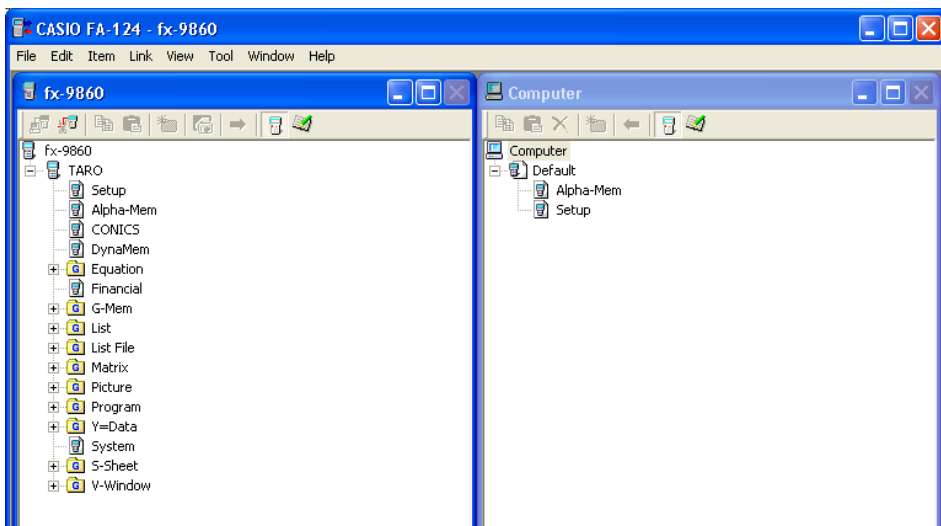 CASIO FA-124 - fx-9860
File Edit Item Link View Tool Window Help
fx-9860
fx-9860
TARO
Setup
Alpha-Mem
CONICS
DynaMem
G Equation
Financial
G G-Mem
G List
G List File
G Matrix
G Picture
G Program
G Y=Data
System
G S-Sheet
G V-Window
Computer
Computer
Default
Alpha-Mem
Setup